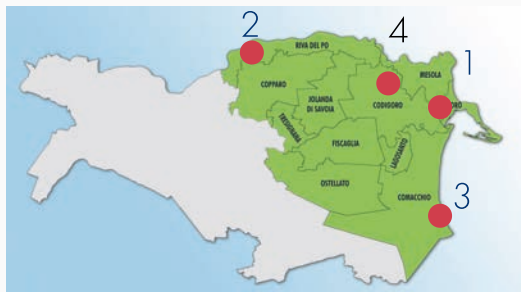 2
4
1
RIVA DEL PO
MESOLA
COPPARO
JOLANDA
DI SAVOIA
CODIGORO
TRESIGNANA
FISCAGLIA
LAGOSANTO
OSTELLATO
COMACCHIO
3